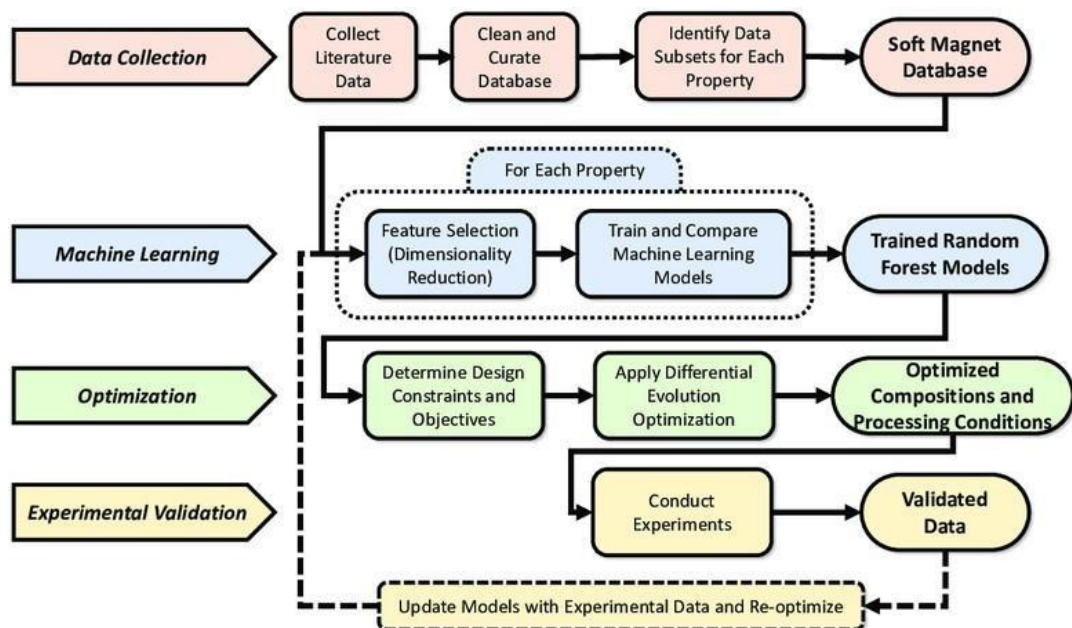 Data Collection
Collect
Literature
Data
Clean and
Curate
Database
Identify Data
Subsets for Each
Property
Soft Magnet
Database
For Each Property
Machine Learning
Feature Selection
(Dimensionality
Reduction)
Train and Compare
Machine Learning
Models
Trained Random
Forest Models
Optimization
Determine Design
Constraints and
Objectives
Apply Differential
Evolution
Optimization
Optimized
Compositions and
Processing Conditions
Experimental Validation
Conduct
Experiments
Validated
Data
Update Models with Experimental Data and Re-optimize